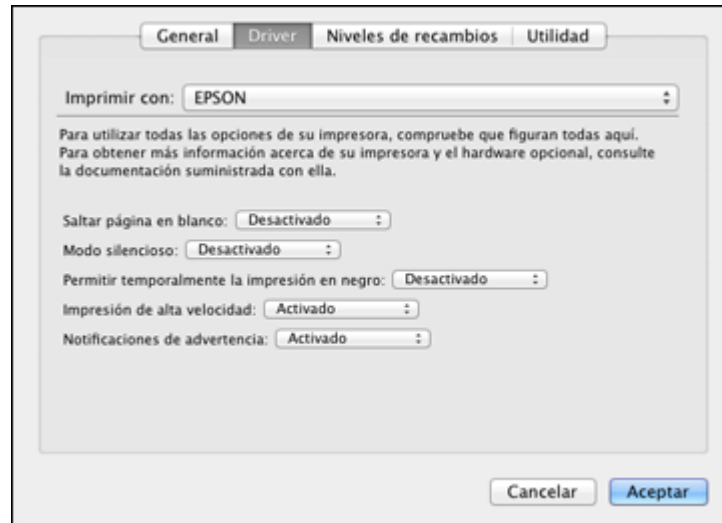 General Driver Niveles de recambios Utilidad
Imprimir con: EPSON
Para utilizar todas las opciones de su impresora, compruebe que figuran todas aquí.
Para obtener más información acerca de su impresora y el hardware opcional, consulte
la documentación suministrada con ella.
Saltar página en blanco: Desactivado
Modo silencioso: Desactivado
Permitir temporalmente la impresión en negro: Desactivado
Impresión de alta velocidad: Activado
Notificaciones de advertencia: Activado
Cancelar Aceptar